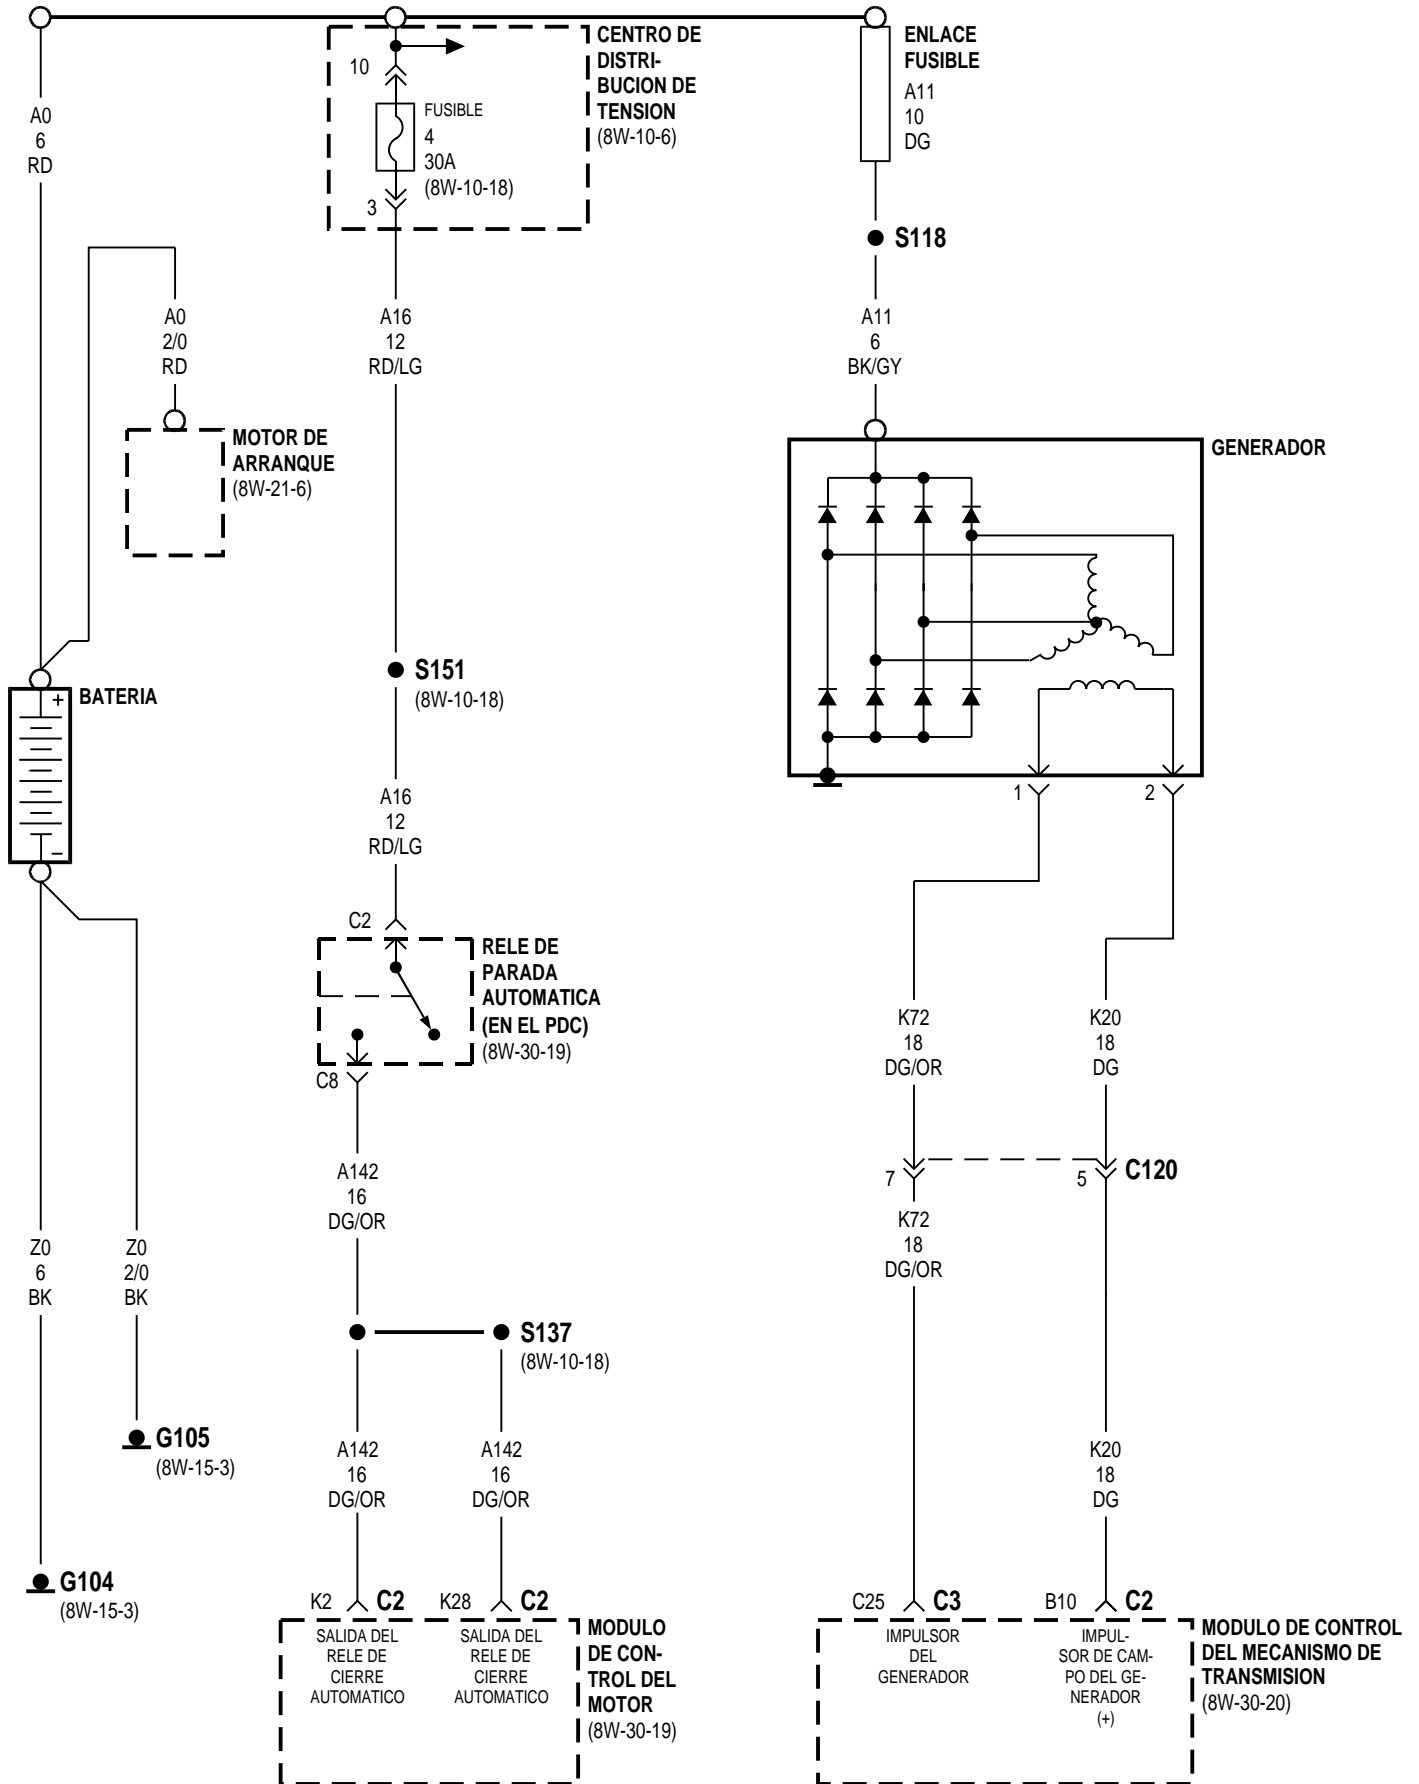 CENTRO DE
DISTRI-
BUCION DE
TENSION
(8W-10-6)
10
FUSIBLE
4
30A
(8W-10-18)
3
ENLACE
FUSIBLE
A11
10
DG
A0
6
RD
S118
A0
2/0
RD
A16
12
RD/LG
A11
6
BK/GY
MOTOR DE
ARRANQUE
(8W-21-6)
GENERADOR
S151
(8W-10-18)
+
BATERIA
−
A16
12
RD/LG
1
2
C2
RELE DE
PARADA
AUTOMATICA
(EN EL PDC)
(8W-30-19)
C8
K72
18
DG/OR
K20
18
DG
A142
16
DG/OR
7
5
C120
K72
18
DG/OR
Z0
6
BK
Z0
2/0
BK
S137
(8W-10-18)
G105
(8W-15-3)
A142
16
DG/OR
A142
16
DG/OR
K20
18
DG
G104
(8W-15-3)
K2
C2
K28
C2
C25
C3
B10
C2
SALIDA DEL
RELE DE
CIERRE
AUTOMATICO
SALIDA DEL
RELE DE
CIERRE
AUTOMATICO
MODULO
DE CON-
TROL DEL
MOTOR
(8W-30-19)
IMPULSOR
DEL
GENERADOR
IMPUL-
SOR DE CAM-
PO DEL GE-
NERADOR
(+)
MODULO DE CONTROL
DEL MECANISMO DE
TRANSMISION
(8W-30-20)